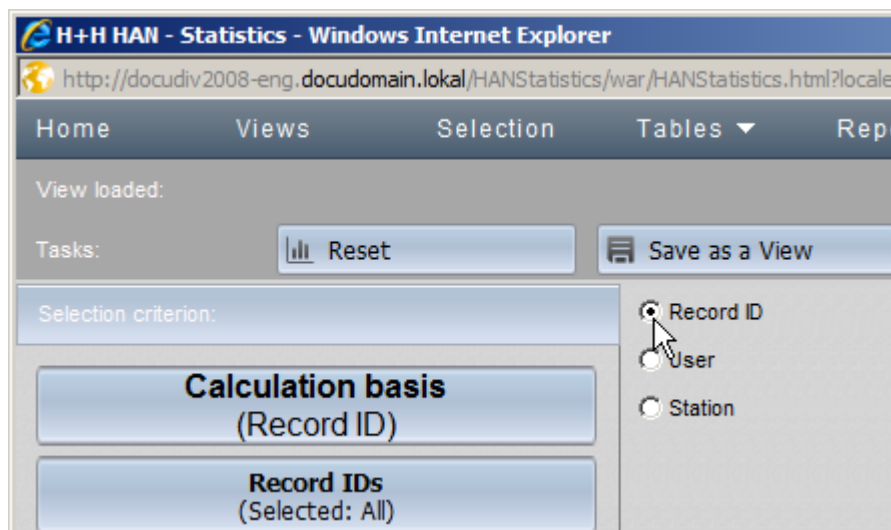 H+H HAN - Statistics - Windows Internet Explorer
http://docudiv2008-eng.docudomain.lokal/HANStatistics/war/HANStatistics.html?locale
Home Views Selection Tables Rep
View loaded:
Tasks: Reset Save as a View
Selection criterion: Record ID
User
Calculation basis
(Record ID) Station
Record IDs
(Selected: All)